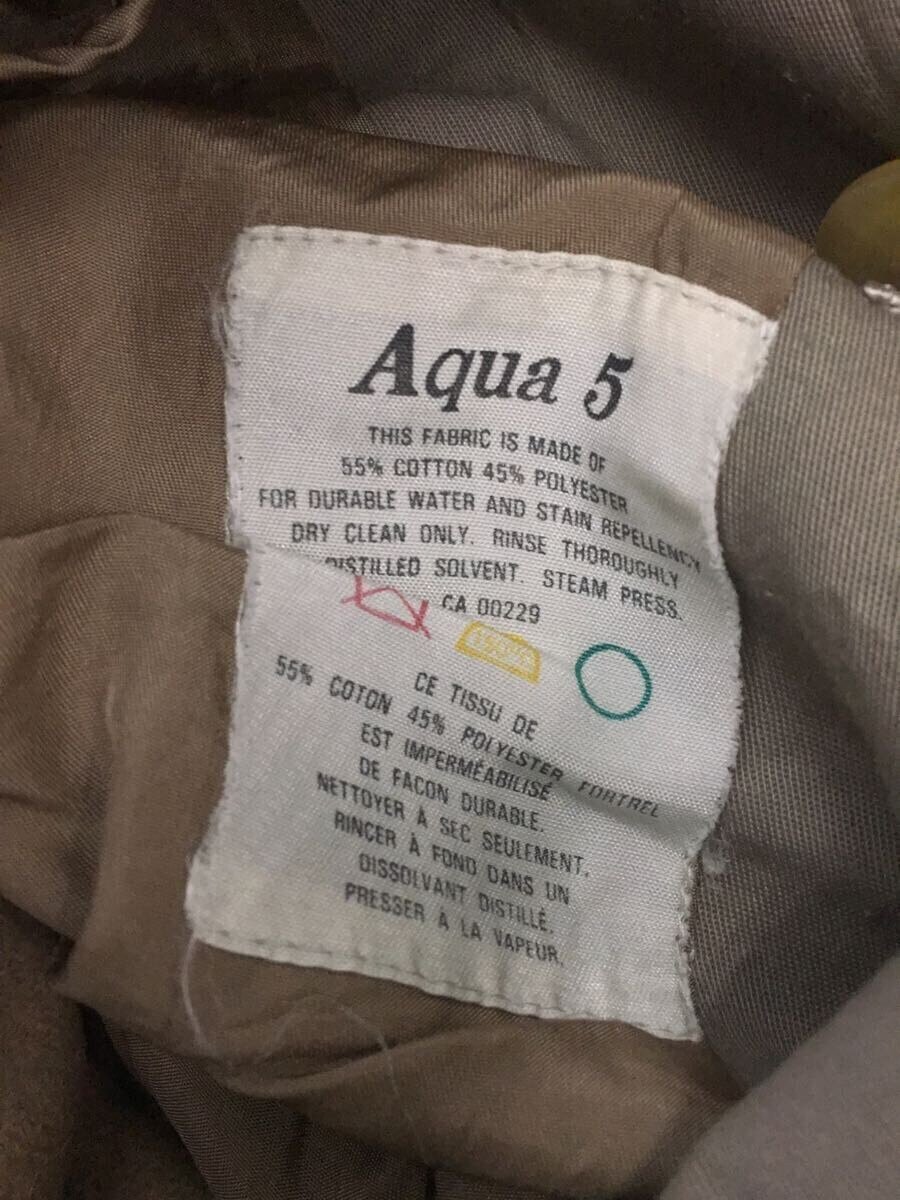 Aqua 5
THIS FABRIC IS MADE OF
55% COTTON 45% POLYESTER
FOR DURABLE WATER AND STAIN REPELLENCY
DRY CLEAN ONLY. RINSE THOROUGHLY
DISTILLED SOLVENT. STEAM PRESS.
CA 00229
CE TISSU DE
55% COTON 45% POLYESTER FORTREL
EST IMPERMÉABILISÉ
DE FACON DURABLE.
NETTOYER À SEC SEULEMENT.
RINCER À FOND DANS UN
DISSOLVANT DISTILLÉ.
PRESSER À LA VAPEUR.